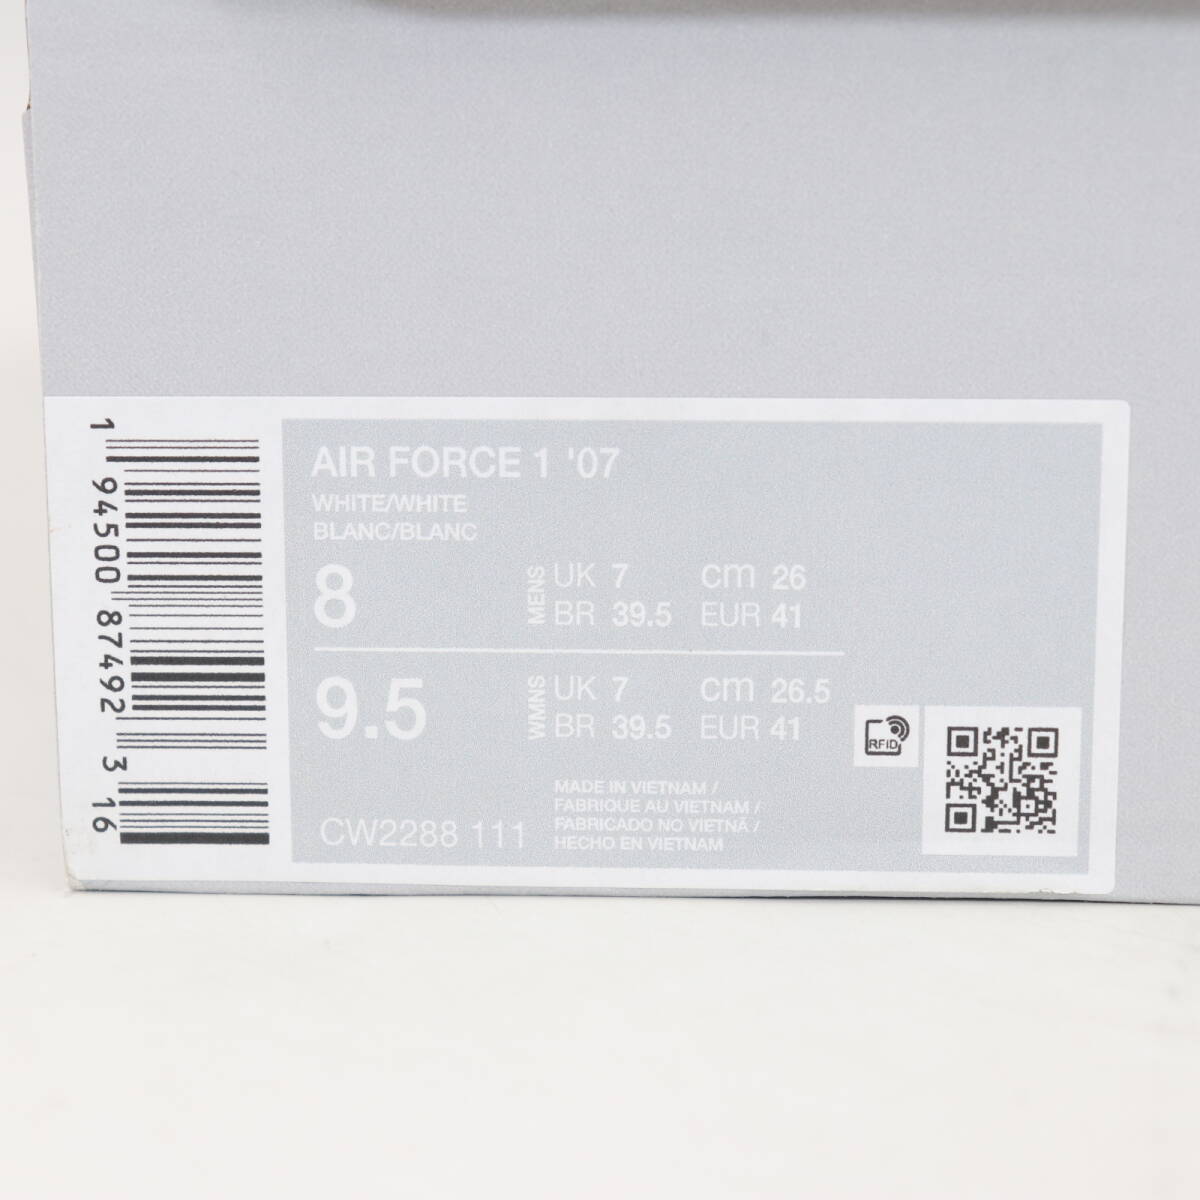 1 94500 87492 3 16
AIR FORCE 1 '07
WHITE/WHITE
BLANC/BLANC
8 MENS UK 7 cm 26
BR 39.5 EUR 41
9.5 WMNS UK 7 cm 26.5
BR 39.5 EUR 41
RFID
MADE IN VIETNAM /
FABRIQUE AU VIETNAM /
FABRICADO NO VIETNÃ /
HECHO EN VIETNAM
CW2288 111